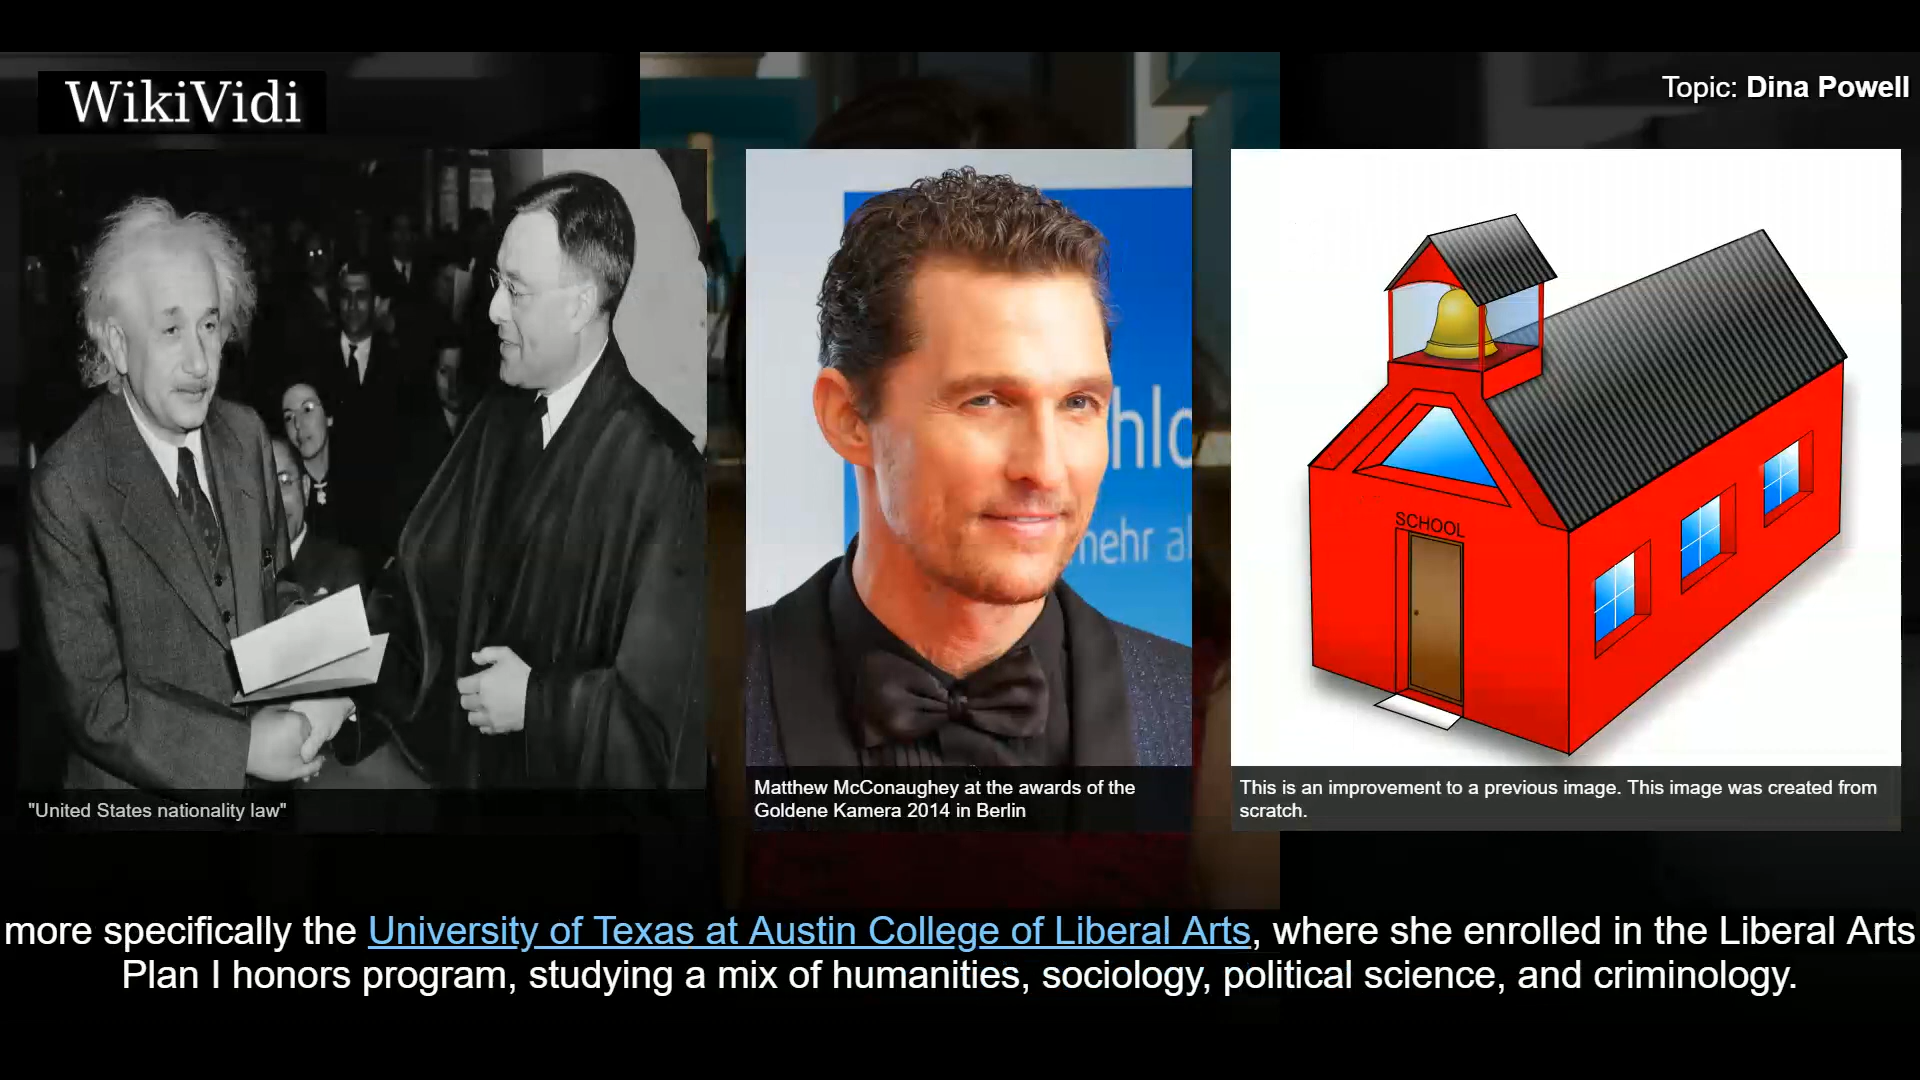 WikiVidi
Topic: Dina Powell
hlo
mehr al
SCHOOL
"United States nationality law"
Matthew McConaughey at the awards of the
Goldene Kamera 2014 in Berlin
This is an improvement to a previous image. This image was created from
scratch.
more specifically the University of Texas at Austin College of Liberal Arts, where she enrolled in the Liberal Arts
Plan I honors program, studying a mix of humanities, sociology, political science, and criminology.